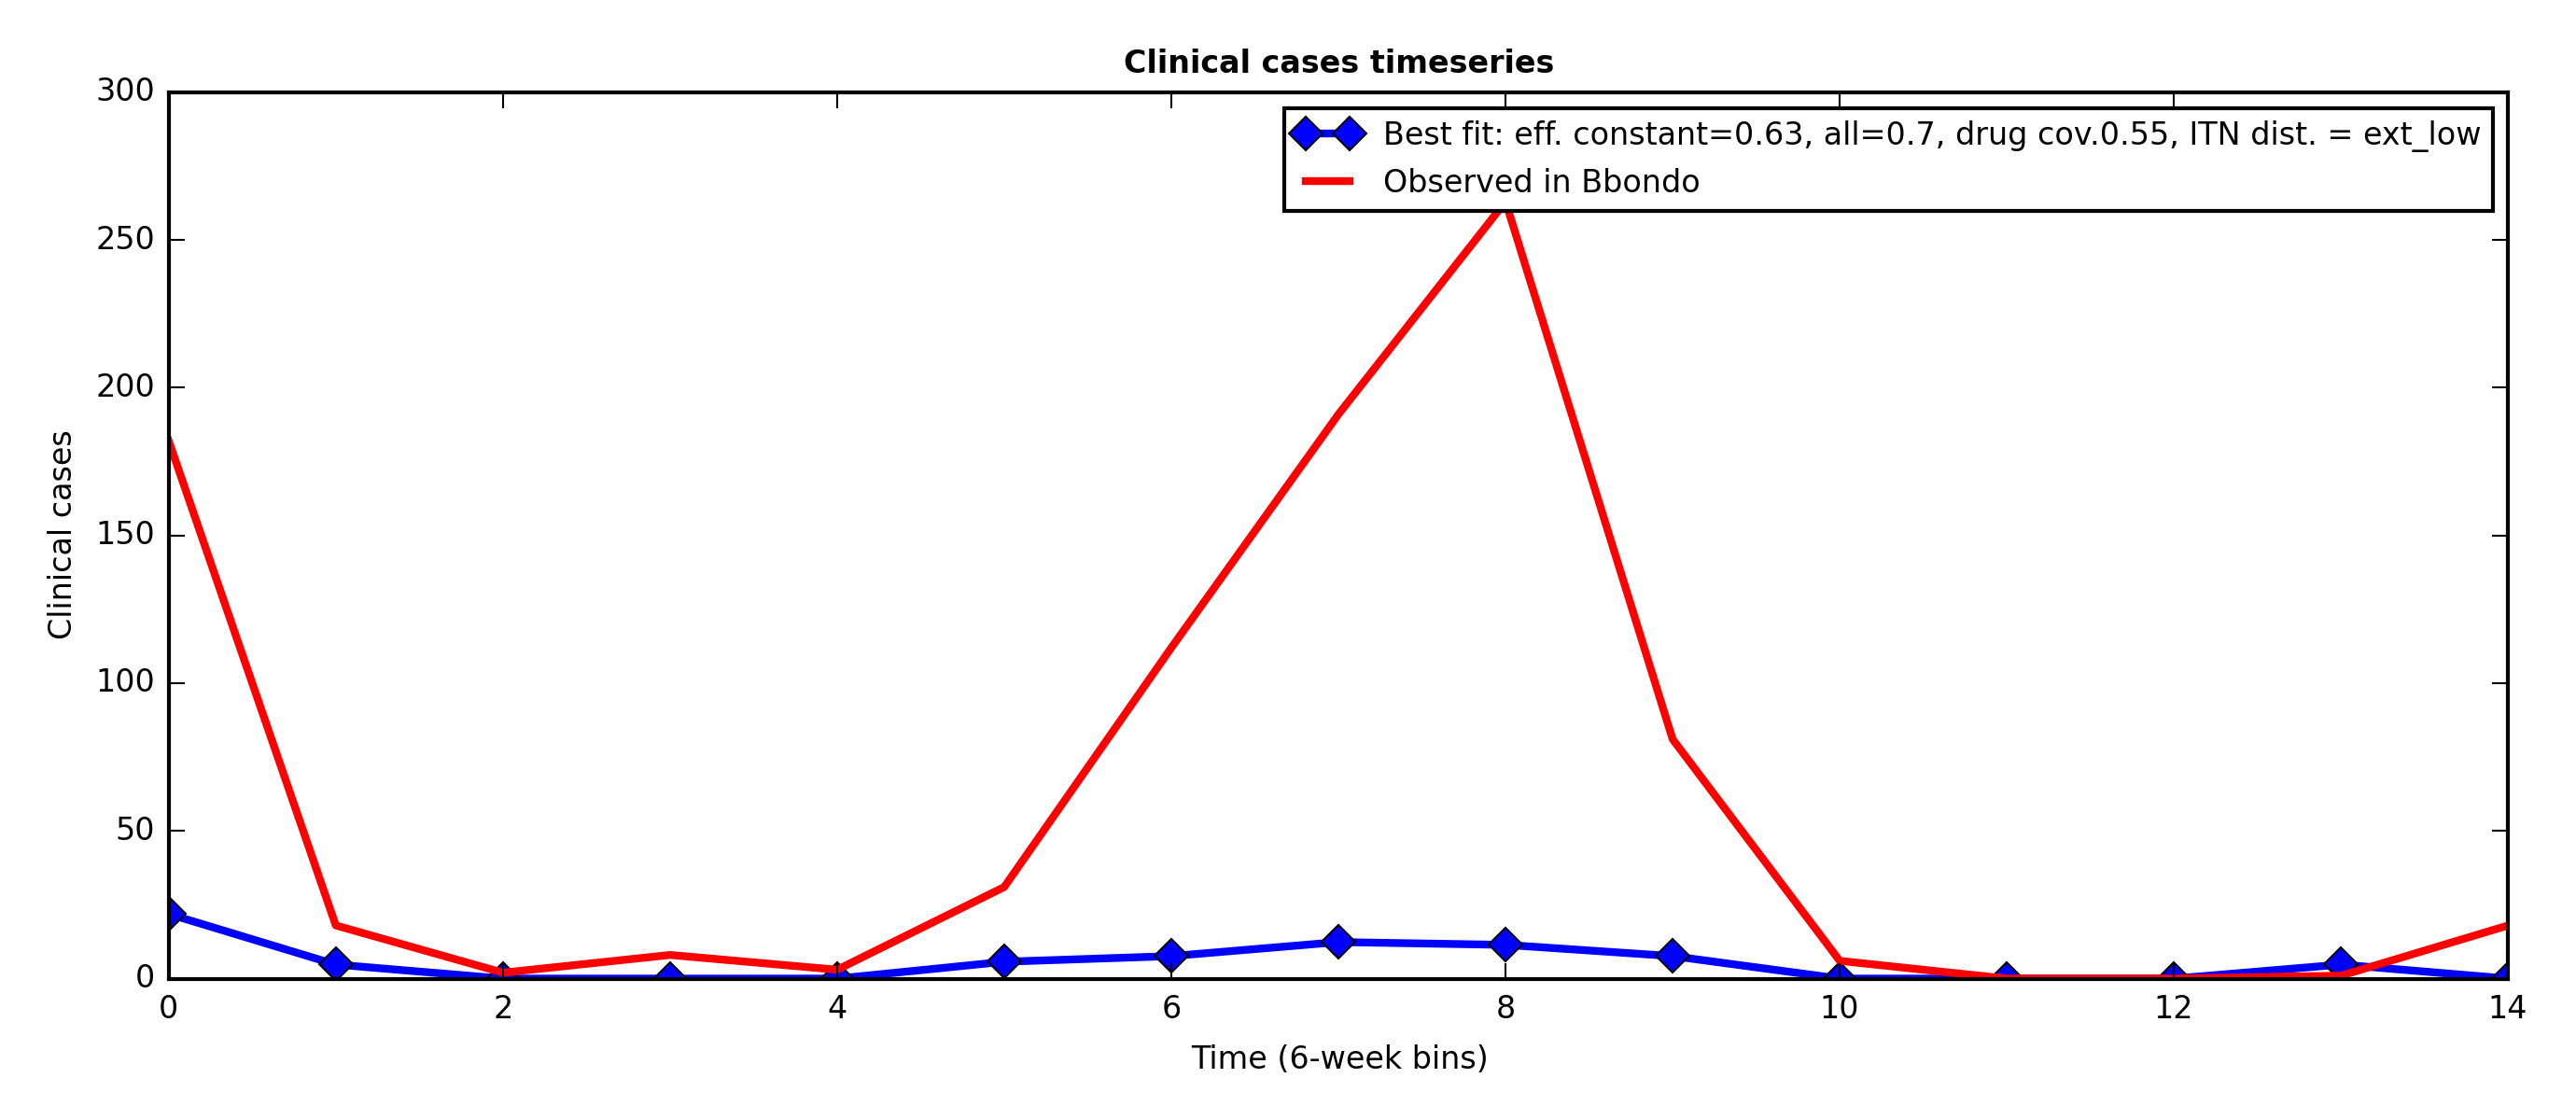 Clinical cases timeseries
300
250
200
150
100
50
0
Clinical cases
Best fit: eff. constant=0.63, all=0.7, drug cov.0.55, ITN dist. = ext_low
Observed in Bbondo
0 2 4 6 8 10 12 14
Time (6-week bins)